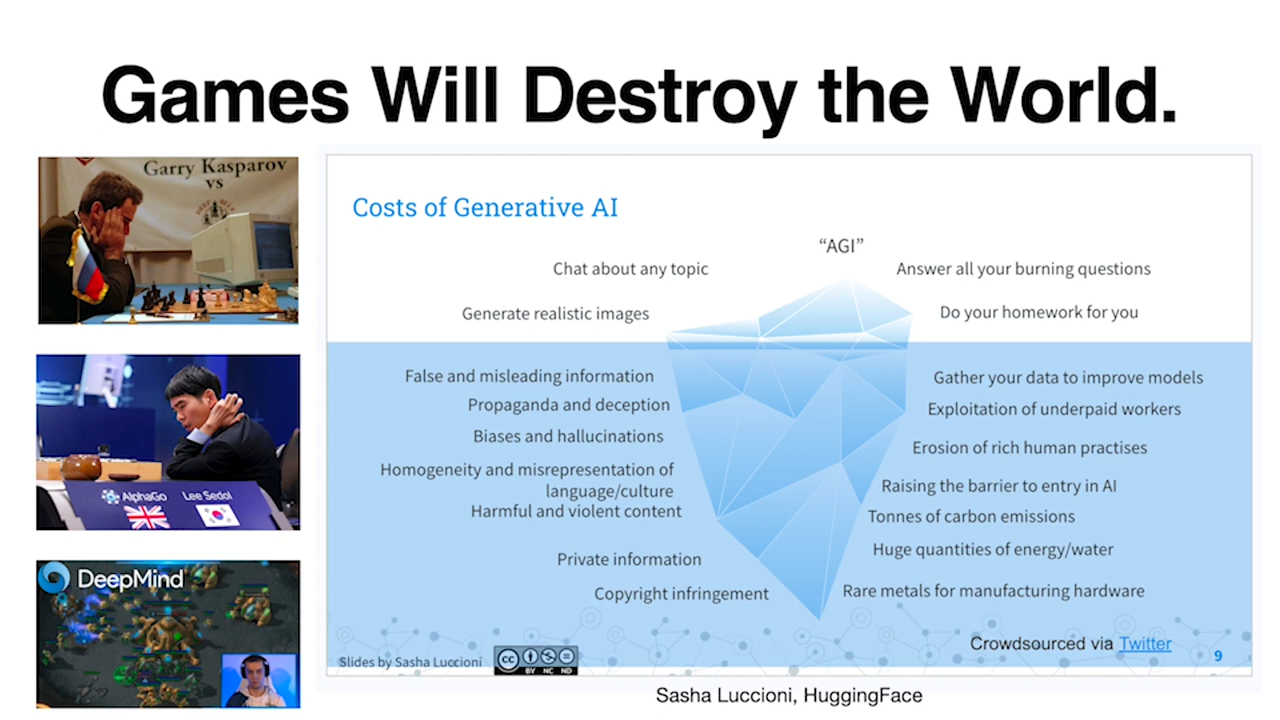 Games Will Destroy the World.
Garry Kasparov
vs
AlphaGo Lee Sedol
DeepMind
Costs of Generative AI
“AGI”
Chat about any topic
Answer all your burning questions
Generate realistic images
Do your homework for you
False and misleading information
Propaganda and deception
Biases and hallucinations
Homogeneity and misrepresentation of
language/culture
Harmful and violent content
Private information
Copyright infringement
Gather your data to improve models
Exploitation of underpaid workers
Erosion of rich human practises
Raising the barrier to entry in AI
Tonnes of carbon emissions
Huge quantities of energy/water
Rare metals for manufacturing hardware
Crowdsourced via Twitter
Slides by Sasha Luccioni
cc
BY NC ND
9
Sasha Luccioni, HuggingFace